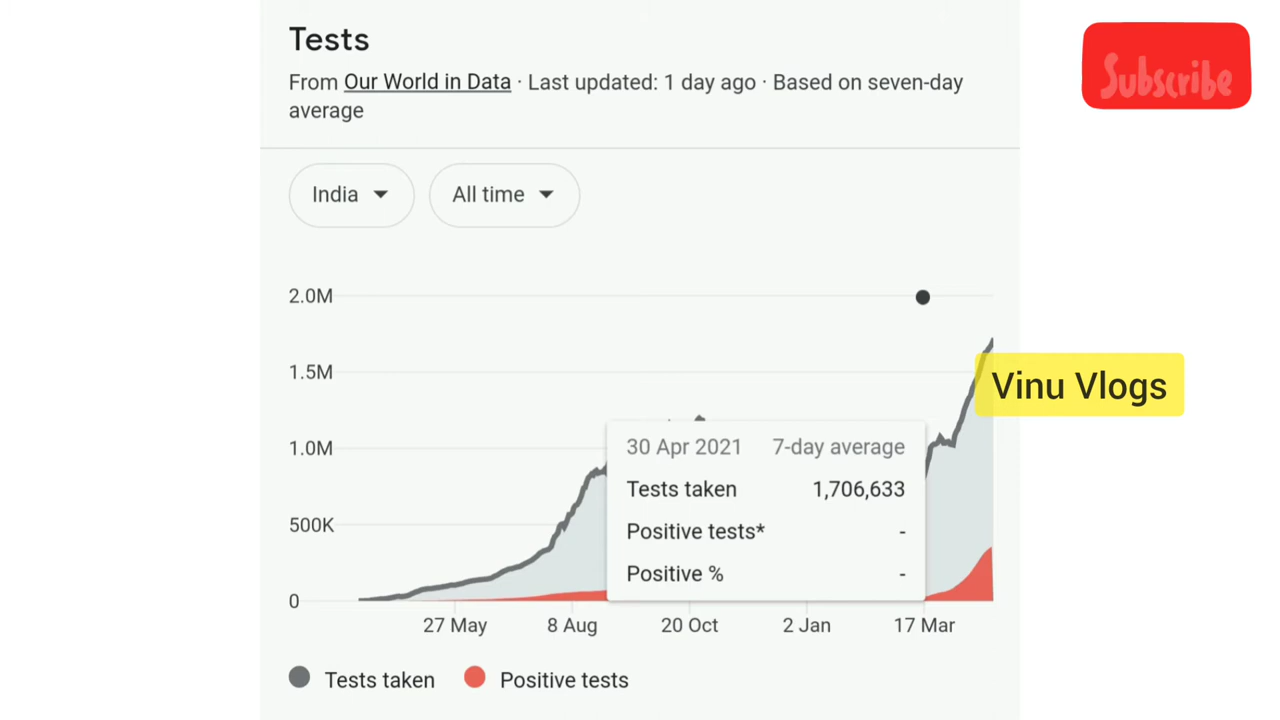 Tests
Subscribe
From Our World in Data · Last updated: 1 day ago · Based on seven-day
average
India
All time
2.0M
1.5M
Vinu Vlogs
1.0M
30 Apr 2021 7-day average
Tests taken 1,706,633
500K
Positive tests* -
Positive % -
0
27 May 8 Aug 20 Oct 2 Jan 17 Mar
Tests taken Positive tests